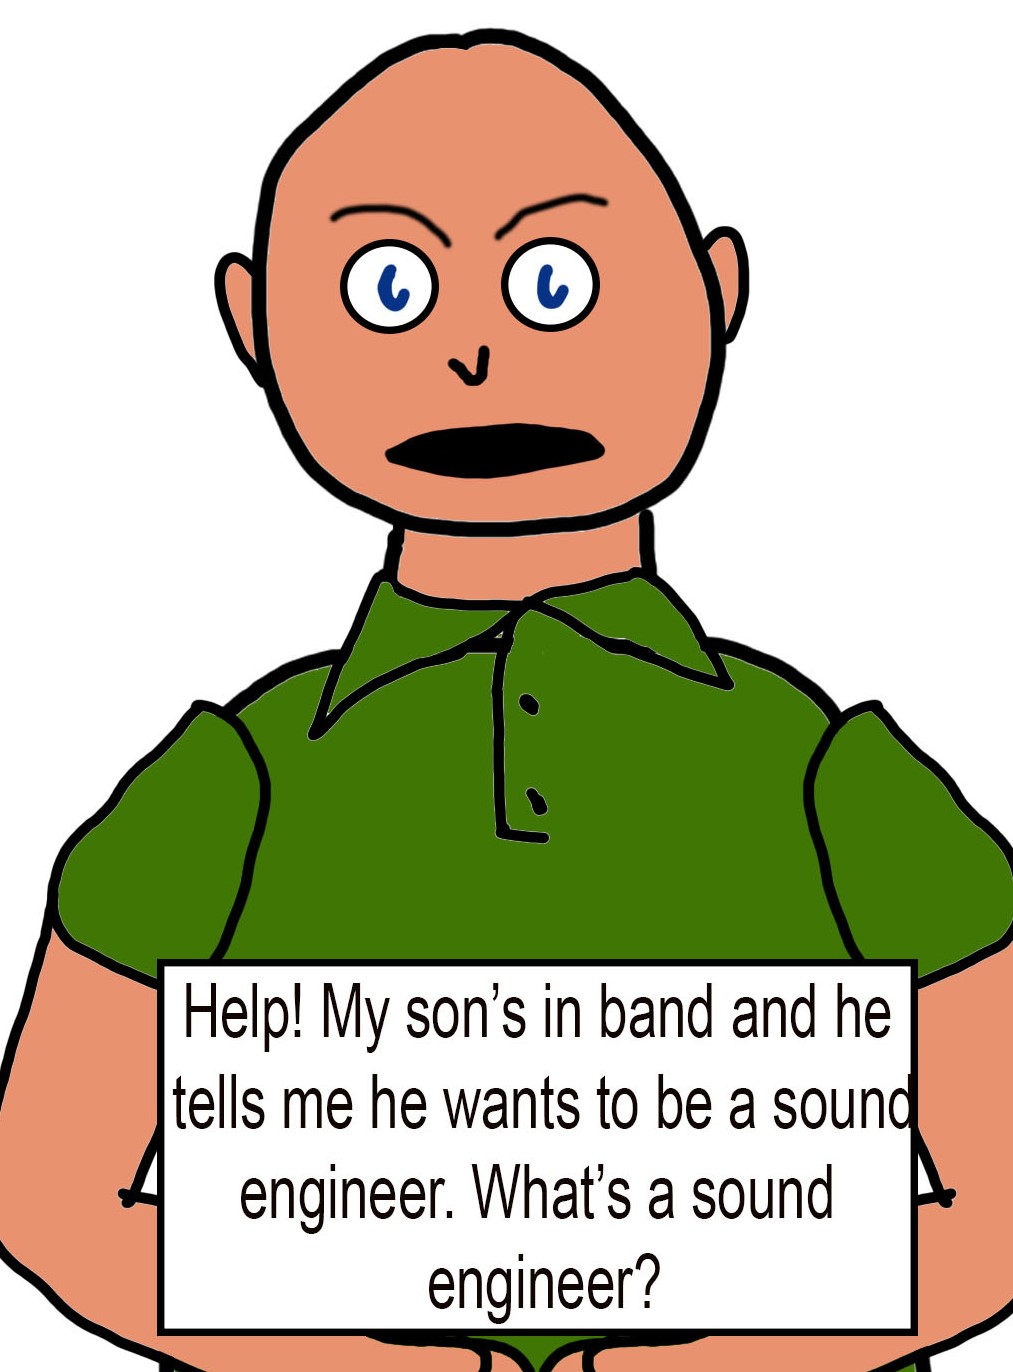 Help! My son’s in band and he
tells me he wants to be a sound
engineer. What’s a sound
engineer?